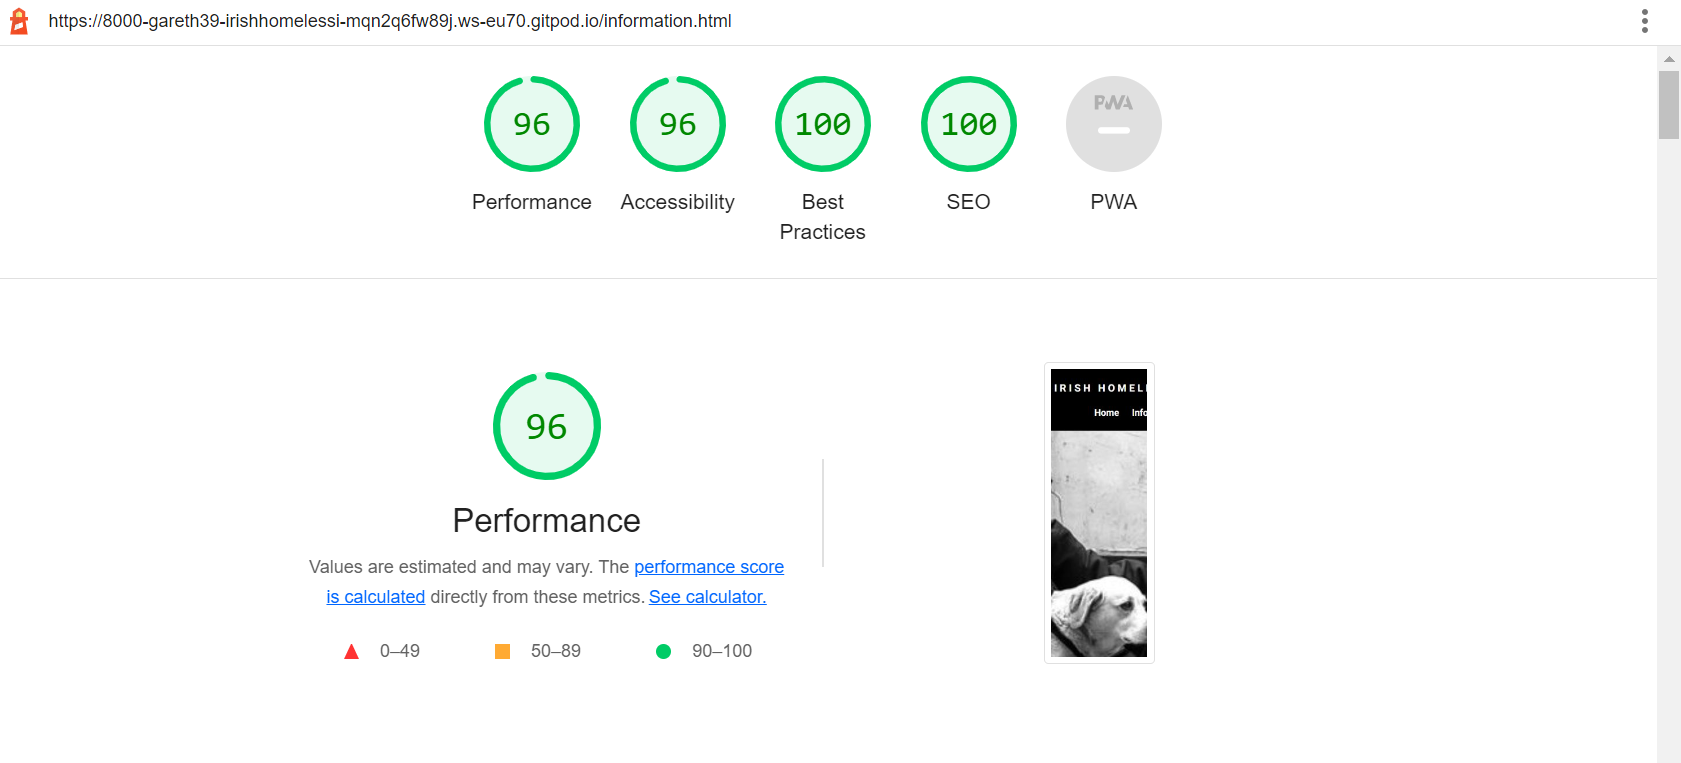 https://8000-gareth39-irishhomelessi-mqn2q6fw89j.ws-eu70.gitpod.io/information.html
96
96
100
100
PWA
Performance
Accessibility
Best
Practices
SEO
PWA
96
Performance
Values are estimated and may vary. The performance score
is calculated directly from these metrics. See calculator.
0–49
50–89
90–100
IRISH HOMEL
Home Info